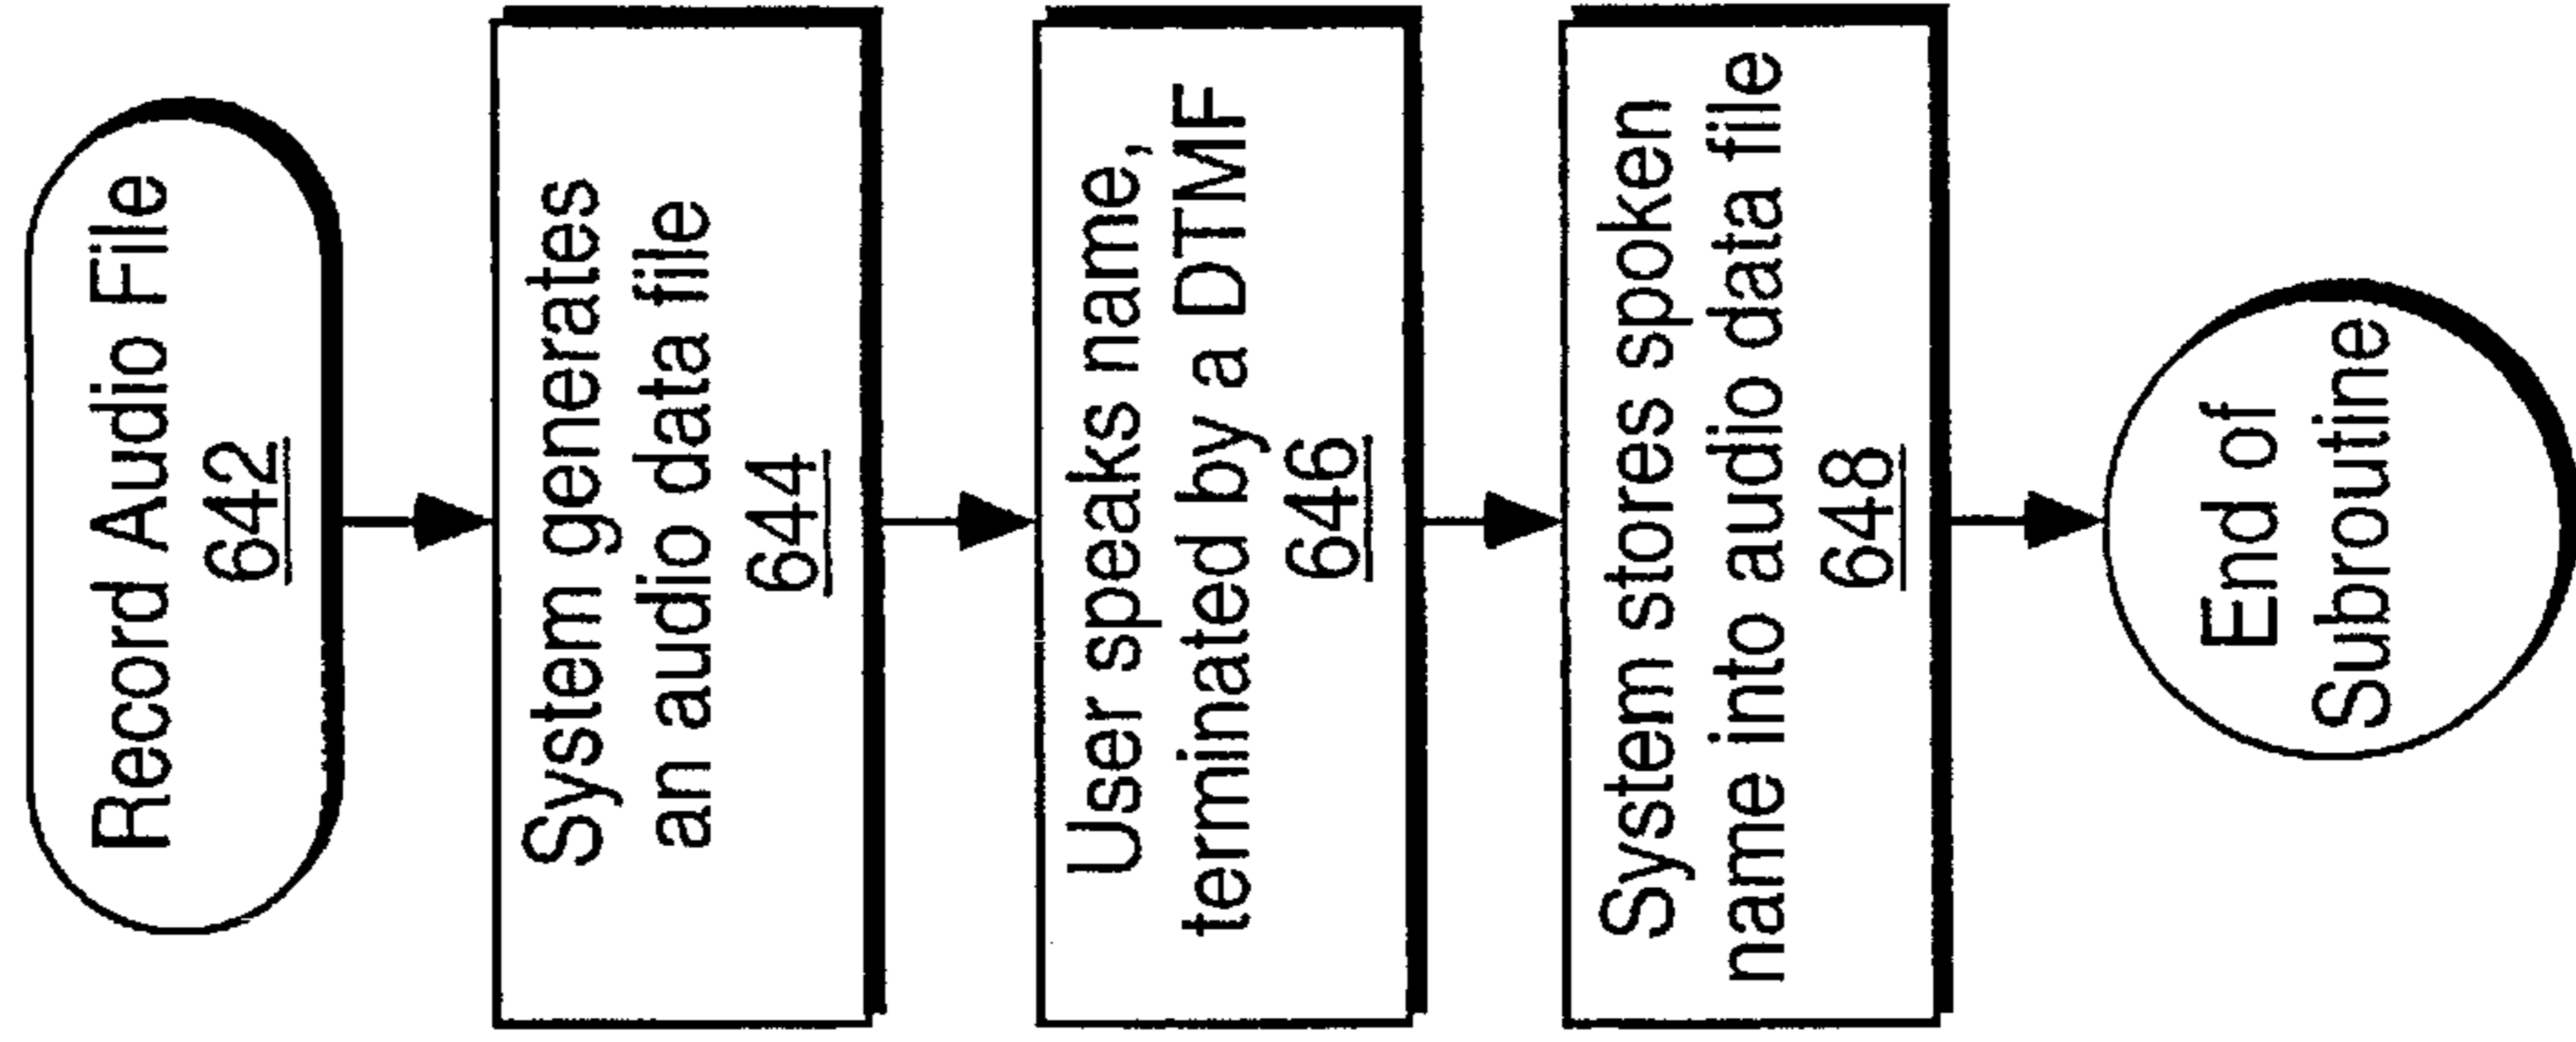 Record Audio File
642
System generates
an audio data file
644
User speaks name,
terminated by a DTMF
646
System stores spoken
name into audio data file
648
End of
Subroutine